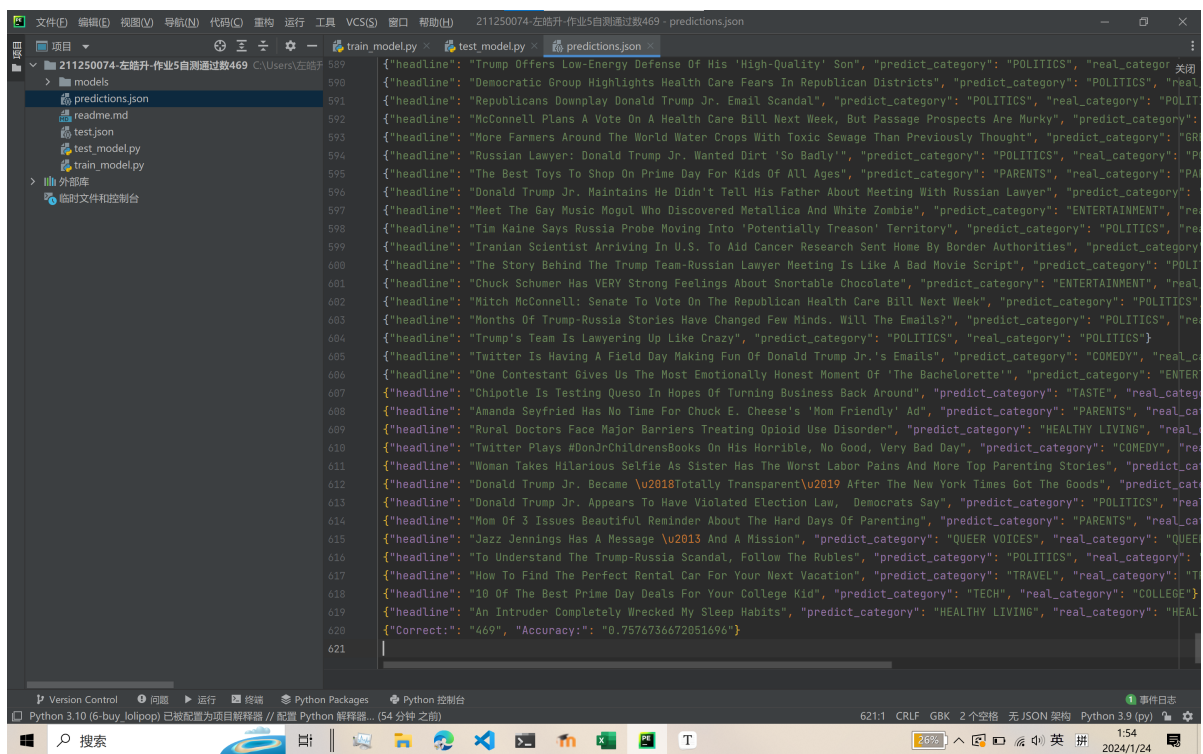 文件(F) 编辑(E) 视图(V) 导航(N) 代码(C) 重构 运行 工具 VCS(S) 窗口 帮助(H) 211250074-左皓升-作业5自测通过数469 - predictions.json
项目
train_model.py
test_model.py
predictions.json
项目
211250074-左皓升-作业5自测通过数469 C:\Users\左皓升
models
predictions.json
readme.md
test.json
test_model.py
train_model.py
外部库
临时文件和控制台
关闭
589 {"headline": "Trump Offers Low-Energy Defense Of His 'High-Quality' Son", "predict_category": "POLITICS", "real_categor
590 {"headline": "Democratic Group Highlights Health Care Fears In Republican Districts", "predict_category": "POLITICS", "real_
591 {"headline": "Republicans Downplay Donald Trump Jr. Email Scandal", "predict_category": "POLITICS", "real_category": "POLIT
592 {"headline": "McConnell Plans A Vote On A Health Care Bill Next Week, But Passage Prospects Are Murky", "predict_category":
593 {"headline": "More Farmers Around The World Water Crops With Toxic Sewage Than Previously Thought", "predict_category": "GRE
594 {"headline": "Russian Lawyer: Donald Trump Jr. Wanted Dirt 'So Badly'", "predict_category": "POLITICS", "real_category": "PO
595 {"headline": "The Best Toys To Shop On Prime Day For Kids Of All Ages", "predict_category": "PARENTS", "real_category": "PAR
596 {"headline": "Donald Trump Jr. Maintains He Didn't Tell His Father About Meeting With Russian Lawyer", "predict_category":
597 {"headline": "Meet The Gay Music Mogul Who Discovered Metallica And White Zombie", "predict_category": "ENTERTAINMENT", "rea
598 {"headline": "Tim Kaine Says Russia Probe Moving Into 'Potentially Treason' Territory", "predict_category": "POLITICS", "rea
599 {"headline": "Iranian Scientist Arriving In U.S. To Aid Cancer Research Sent Home By Border Authorities", "predict_category"
600 {"headline": "The Story Behind The Trump Team-Russian Lawyer Meeting Is Like A Bad Movie Script", "predict_category": "POLI
601 {"headline": "Chuck Schumer Has VERY Strong Feelings About Snortable Chocolate", "predict_category": "ENTERTAINMENT", "real
602 {"headline": "Mitch McConnell: Senate To Vote On The Republican Health Care Bill Next Week", "predict_category": "POLITICS"
603 {"headline": "Months Of Trump-Russia Stories Have Changed Few Minds. Will The Emails?", "predict_category": "POLITICS", "rea
604 {"headline": "Trump's Team Is Lawyering Up Like Crazy", "predict_category": "POLITICS", "real_category": "POLITICS"}
605 {"headline": "Twitter Is Having A Field Day Making Fun Of Donald Trump Jr.'s Emails", "predict_category": "COMEDY", "real_ca
606 {"headline": "One Contestant Gives Us The Most Emotionally Honest Moment Of 'The Bachelorette'", "predict_category": "ENTER
607 {"headline": "Chipotle Is Testing Queso In Hopes Of Turning Business Back Around", "predict_category": "TASTE", "real_catego
608 {"headline": "Amanda Seyfried Has No Time For Chuck E. Cheese's 'Mom Friendly' Ad", "predict_category": "PARENTS", "real_cat
609 {"headline": "Rural Doctors Face Major Barriers Treating Opioid Use Disorder", "predict_category": "HEALTHY LIVING", "real_c
610 {"headline": "Twitter Plays #DonJrChildrensBooks On His Horrible, No Good, Very Bad Day", "predict_category": "COMEDY", "rea
611 {"headline": "Woman Takes Hilarious Selfie As Sister Has The Worst Labor Pains And More Top Parenting Stories", "predict_cat
612 {"headline": "Donald Trump Jr. Became \u2018Totally Transparent\u2019 After The New York Times Got The Goods", "predict_cate
613 {"headline": "Donald Trump Jr. Appears To Have Violated Election Law,  Democrats Say", "predict_category": "POLITICS", "real
614 {"headline": "Mom Of 3 Issues Beautiful Reminder About The Hard Days Of Parenting", "predict_category": "PARENTS", "real_cat
615 {"headline": "Jazz Jennings Has A Message \u2013 And A Mission", "predict_category": "QUEER VOICES", "real_category": "QUEER
616 {"headline": "To Understand The Trump-Russia Scandal, Follow The Rubles", "predict_category": "POLITICS", "real_category":
617 {"headline": "How To Find The Perfect Rental Car For Your Next Vacation", "predict_category": "TRAVEL", "real_category": "TR
618 {"headline": "10 Of The Best Prime Day Deals For Your College Kid", "predict_category": "TECH", "real_category": "COLLEGE"}
619 {"headline": "An Intruder Completely Wrecked My Sleep Habits", "predict_category": "HEALTHY LIVING", "real_category": "HEAL
620 {"Correct:": "469", "Accuracy:": "0.7576736672051696"}
621
Version Control 问题 运行 终端 Python Packages Python 控制台 1 事件日志
Python 3.10 (6-buy_lolipop) 已被配置为项目解释器 // 配置 Python 解释器... (54 分钟 之前) 621:1 CRLF GBK 2 个空格 无 JSON 架构 Python 3.9 (py)
搜索 26% 英 拼 1:54
2024/1/24